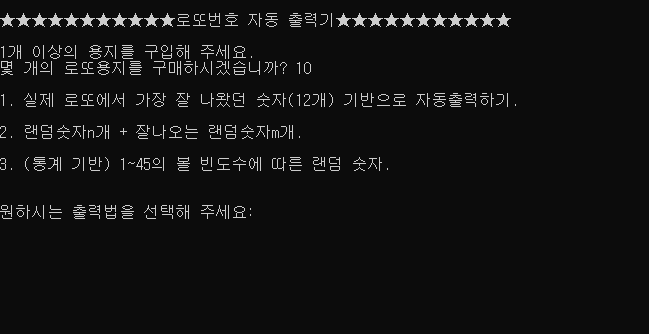 ★★★★★★★★★★★로또번호 자동 출력기★★★★★★★★★★★
1개 이상의 용지를 구입해 주세요.
몇 개의 로또용지를 구매하시겠습니까? 10
1. 실제 로또에서 가장 잘 나왔던 숫자(12개) 기반으로 자동출력하기.
2. 랜덤숫자n개 + 잘나오는 랜덤숫자m개.
3. (통계 기반) 1~45의 볼 빈도수에 따른 랜덤 숫자.
원하시는 출력법을 선택해 주세요: